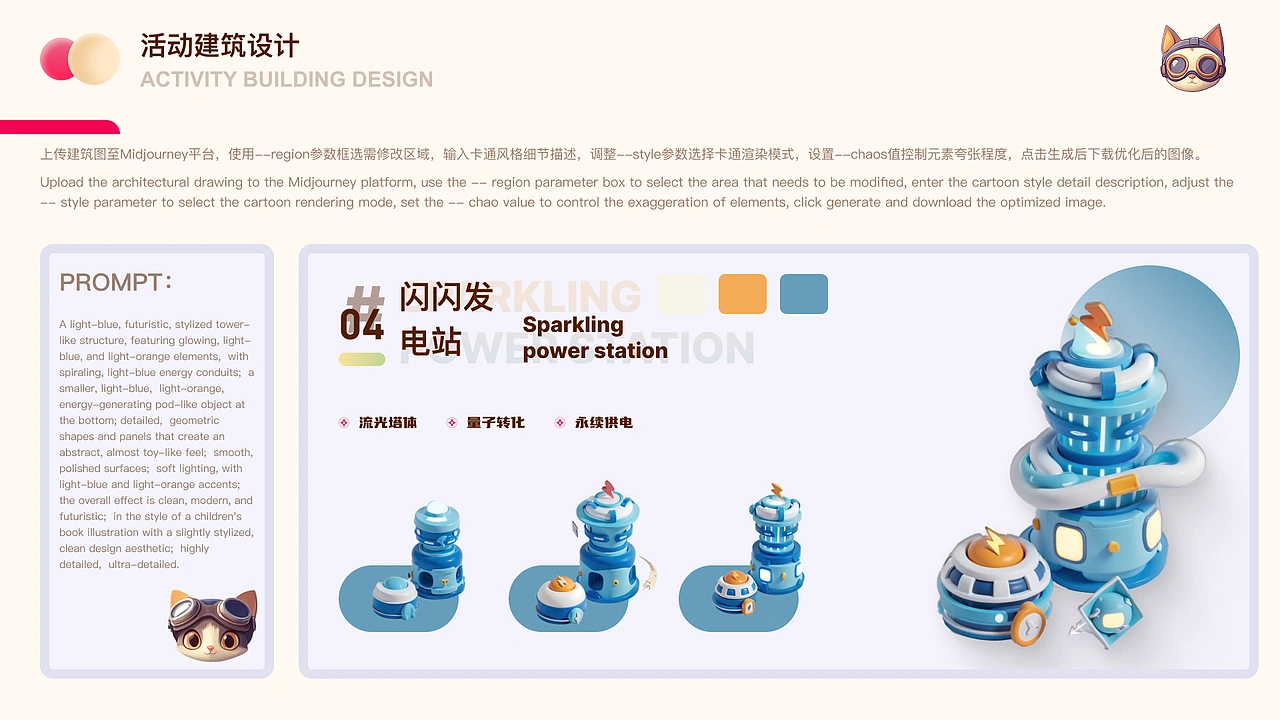 活动建筑设计
ACTIVITY BUILDING DESIGN
上传建筑图至Midjourney平台，使用--region参数框选需修改区域，输入卡通风格细节描述，调整--style参数选择卡通渲染模式，设置--chaos值控制元素夸张程度，点击生成后下载优化后的图像。
Upload the architectural drawing to the Midjourney platform, use the -- region parameter box to select the area that needs to be modified, enter the cartoon style detail description, adjust the
-- style parameter to select the cartoon rendering mode, set the -- chao value to control the exaggeration of elements, click generate and download the optimized image.
PROMPT：
A light-blue, futuristic, stylized tower-
like structure, featuring glowing, light-
blue, and light-orange elements,  with
spiraling, light-blue energy conduits;  a
smaller, light-blue,  light-orange,
energy-generating pod-like object at
the bottom; detailed,  geometric
shapes and panels that create an
abstract, almost toy-like feel;  smooth,
polished surfaces;  soft lighting, with
light-blue and light-orange accents;
the overall effect is clean, modern, and
futuristic;  in the style of a children's
book illustration with a slightly stylized,
clean design aesthetic;  highly
detailed,  ultra-detailed.
#
04
闪闪发
电站
SPARKLING
POWER STATION
Sparkling
power station
流光塔体
量子转化
永续供电